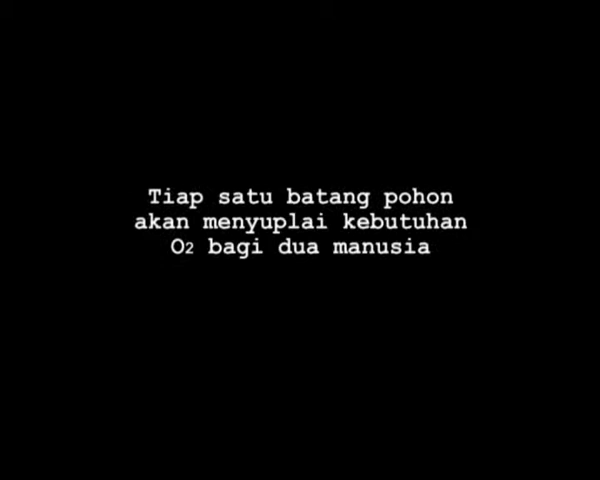 Tiap satu batang pohon
akan menyuplai kebutuhan
O2 bagi dua manusia